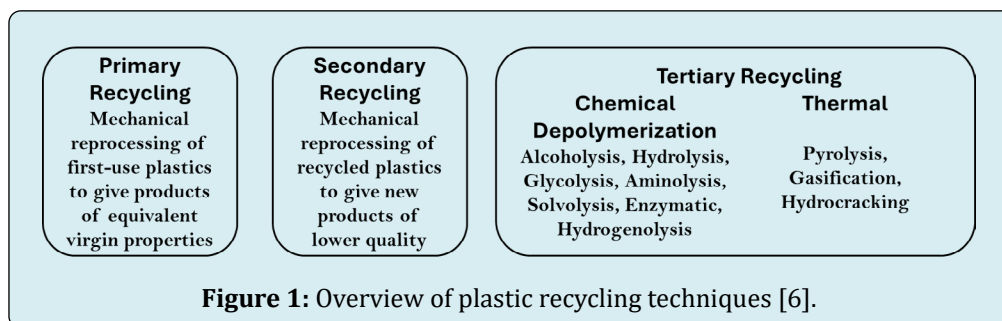 Primary
Recycling
Mechanical
reprocessing of
first-use plastics
to give products
of equivalent
virgin properties
Secondary
Recycling
Mechanical
reprocessing of
recycled plastics
to give new
products of
lower quality
Tertiary Recycling
Chemical
Depolymerization
Alcoholysis, Hydrolysis,
Glycolysis, Aminolysis,
Solvolysis, Enzymatic,
Hydrogenolysis
Thermal
Pyrolysis,
Gasification,
Hydrocracking
Figure 1: Overview of plastic recycling techniques [6].